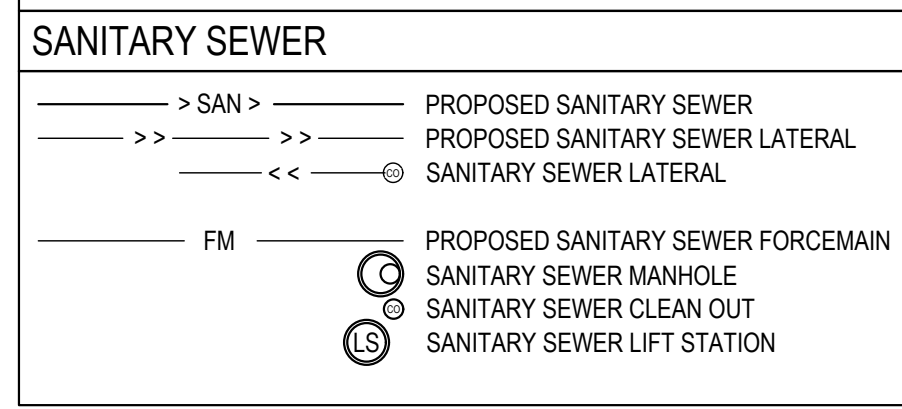 SANITARY SEWER
> SAN > PROPOSED SANITARY SEWER
> > > > PROPOSED SANITARY SEWER LATERAL
< < CO SANITARY SEWER LATERAL
FM PROPOSED SANITARY SEWER FORCEMAIN
SANITARY SEWER MANHOLE
CO SANITARY SEWER CLEAN OUT
LS SANITARY SEWER LIFT STATION